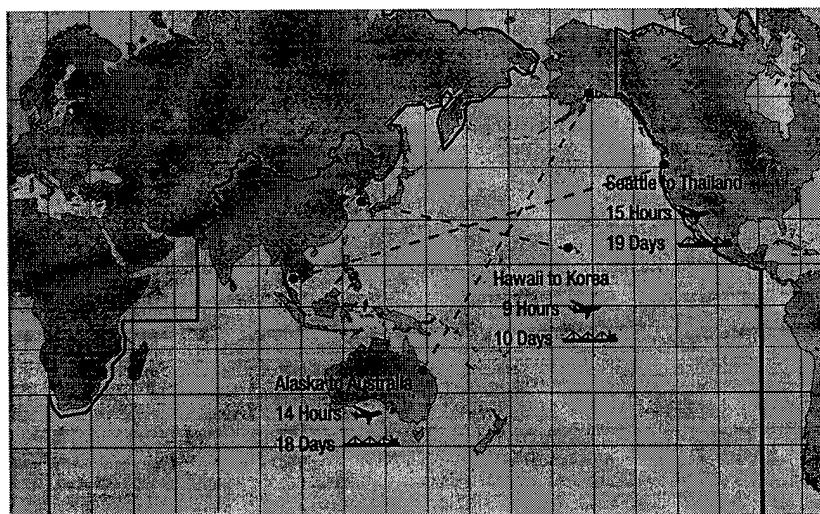 Seattle to Thailand
15 Hours
19 Days
Hawaii to Korea
9 Hours
10 Days
Alaska to Australia
14 Hours
18 Days